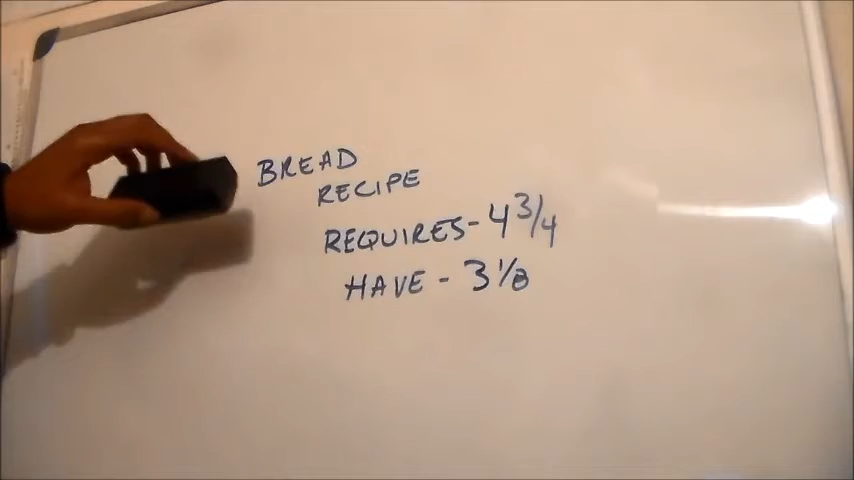 BREAD
RECIPE
REQUIRES - 4 3/4
HAVE - 3 1/8